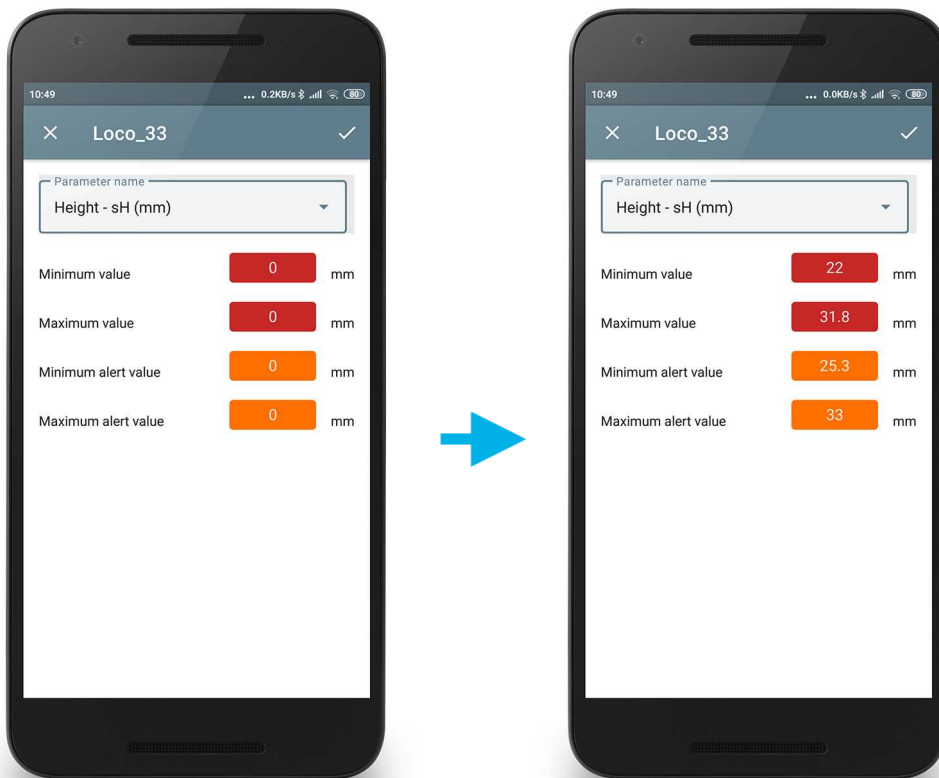 10:49
... 0.2KB/s 80
Loco_33
Parameter name
Height - sH (mm)
Minimum value 0 mm
Maximum value 0 mm
Minimum alert value 0 mm
Maximum alert value 0 mm
10:49
... 0.0KB/s 80
Loco_33
Parameter name
Height - sH (mm)
Minimum value 22 mm
Maximum value 31.8 mm
Minimum alert value 25.3 mm
Maximum alert value 33 mm